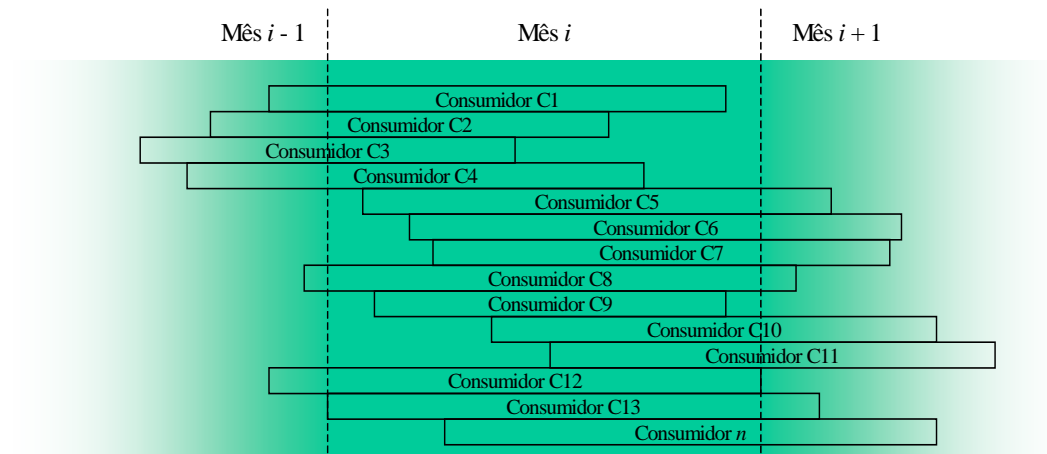 Mês i - 1 Mês i Mês i + 1
Consumidor C1
Consumidor C2
Consumidor C3
Consumidor C4
Consumidor C5
Consumidor C6
Consumidor C7
Consumidor C8
Consumidor C9
Consumidor C10
Consumidor C11
Consumidor C12
Consumidor C13
Consumidor n